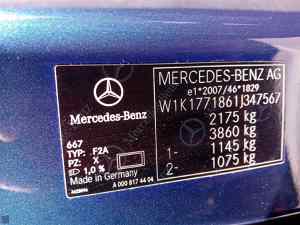 MERCEDES-BENZ AG
e1*2007/46*1829
W1K1771861J347567
2175 kg
3860 kg
1- 1145 kg
2- 1075 kg
Mercedes-Benz
667
TYP: F2A
PZ: X
1,0 %
Made in Germany
A 000 817 44 04